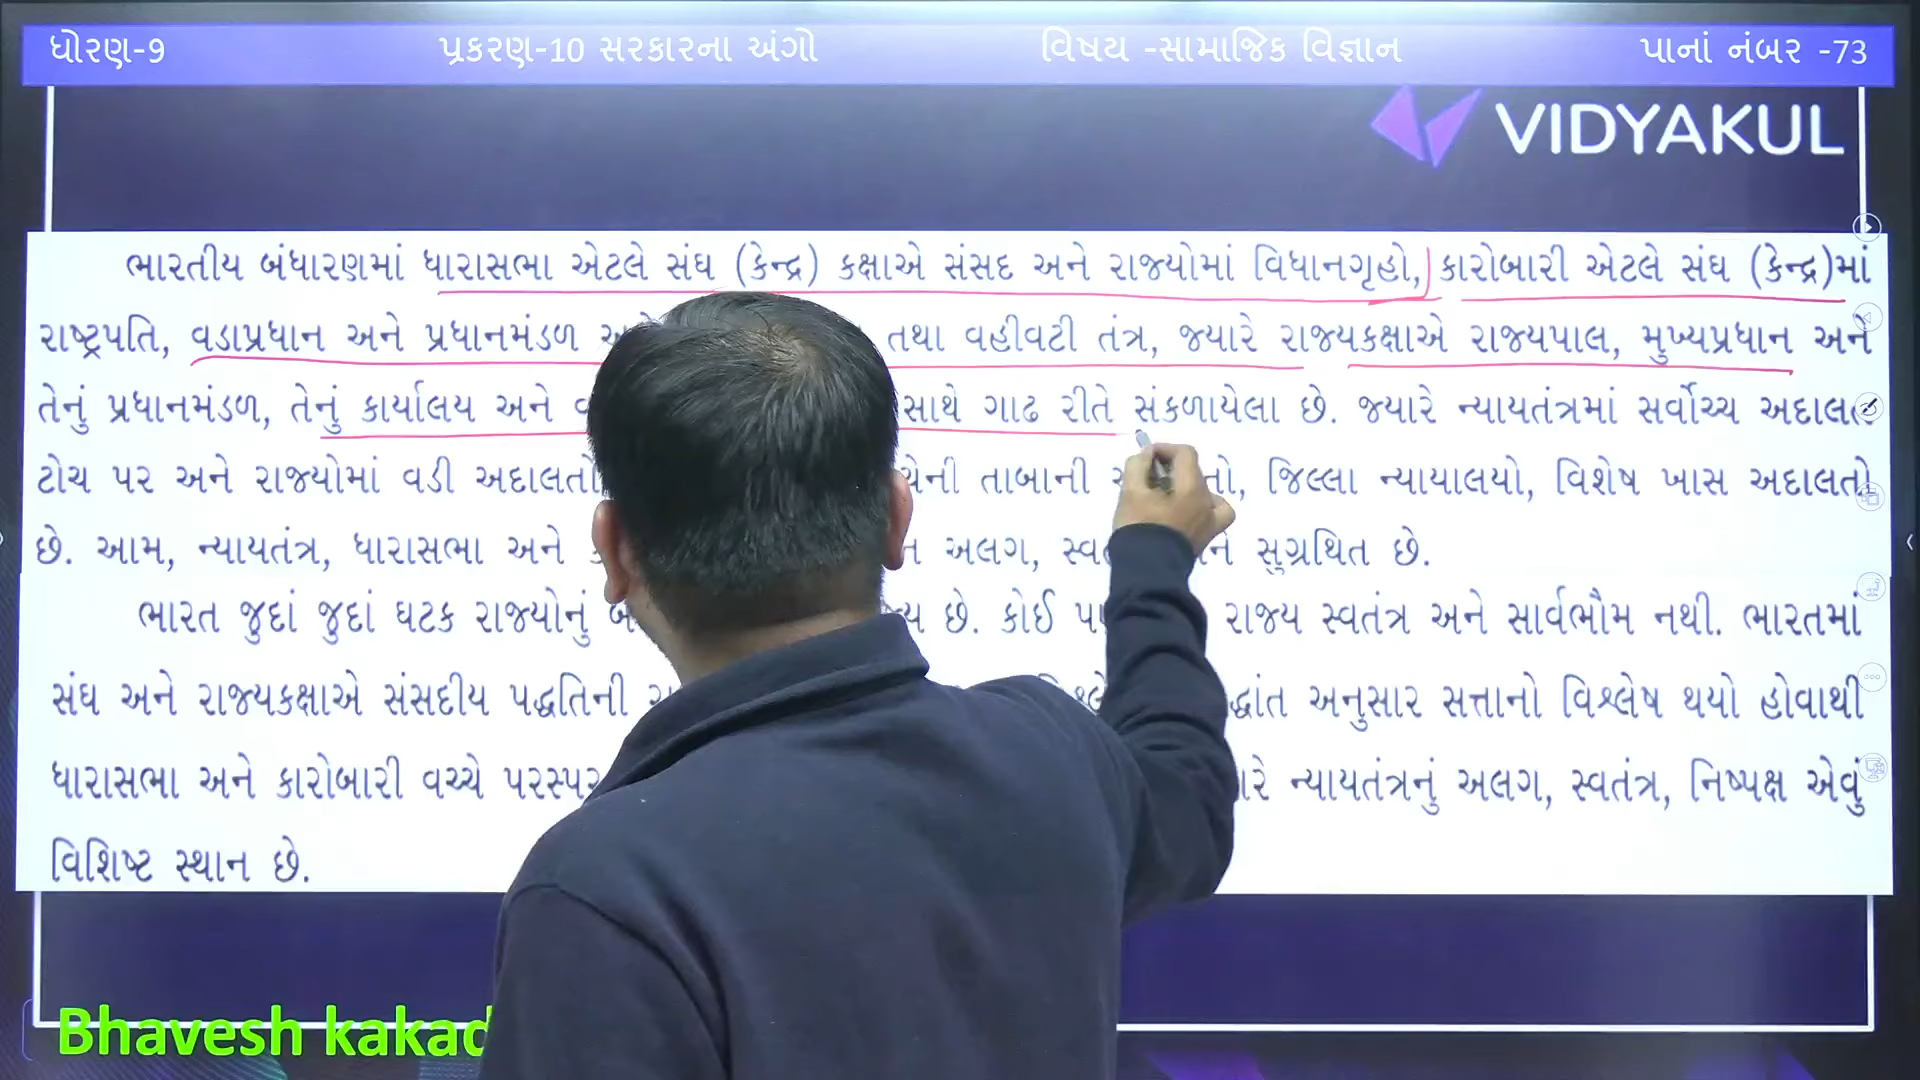 ધોરણ-9 પ્રકરણ-10 સરકારના અંગો વિષય -સામાજિક વિજ્ઞાન પાનાં નંબર -73
VIDYAKUL
ભારતીય બંધારણમાં ધારાસભા એટલે સંઘ (કેન્દ્ર) કક્ષાએ સંસદ અને રાજ્યોમાં વિધાનગૃહો, કારોબારી એટલે સંઘ (કેન્દ્ર)માં
રાષ્ટ્રપતિ, વડાપ્રધાન અને પ્રધાનમંડળ તથા વહીવટી તંત્ર, જ્યારે રાજ્યકક્ષાએ રાજ્યપાલ, મુખ્યપ્રધાન અને
તેનું પ્રધાનમંડળ, તેનું કાર્યાલય અને સાથે ગાઢ રીતે સંકળાયેલા છે. જ્યારે ન્યાયતંત્રમાં સર્વોચ્ચ અદાલત
ટોચ પર અને રાજ્યોમાં વડી અદાલતો તાબાની જિલ્લા ન્યાયાલયો, વિશેષ ખાસ અદાલતો
છે. આમ, ન્યાયતંત્ર, ધારાસભા અને અલગ, સુગ્રથિત છે.
ભારત જુદાં જુદાં ઘટક રાજ્યોનું છે. કોઈ રાજ્ય સ્વતંત્ર અને સાર્વભૌમ નથી. ભારતમાં
સંઘ અને રાજ્યકક્ષાએ સંસદીય પદ્ધતિની અનુસાર સત્તાનો વિશ્લેષ થયો હોવાથી
ધારાસભા અને કારોબારી વચ્ચે પરસ્પર ન્યાયતંત્રનું અલગ, સ્વતંત્ર, નિષ્પક્ષ એવું
વિશિષ્ટ સ્થાન છે.
Bhavesh